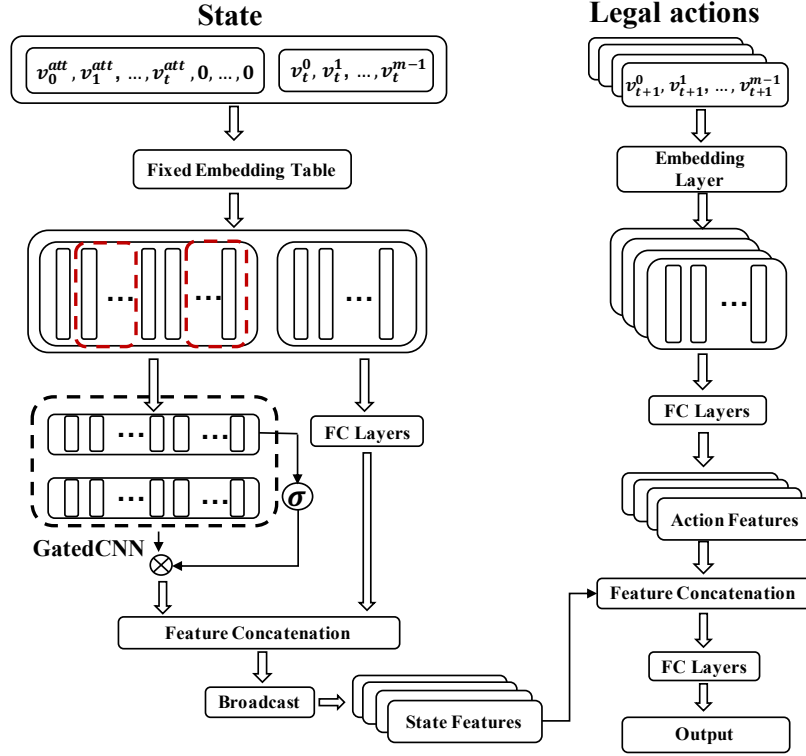 State
v_0^{att}, v_1^{att}, ..., v_t^{att}, 0, ..., 0
v_t^0, v_t^1, ..., v_t^{m-1}
Fixed Embedding Table
...
...
...
...
...
FC Layers
...
...
σ
GatedCNN
⊗
Feature Concatenation
Broadcast
State Features
Legal actions
v_{t+1}^0, v_{t+1}^1, ..., v_{t+1}^{m-1}
Embedding
Layer
...
FC Layers
Action Features
Feature Concatenation
FC Layers
Output